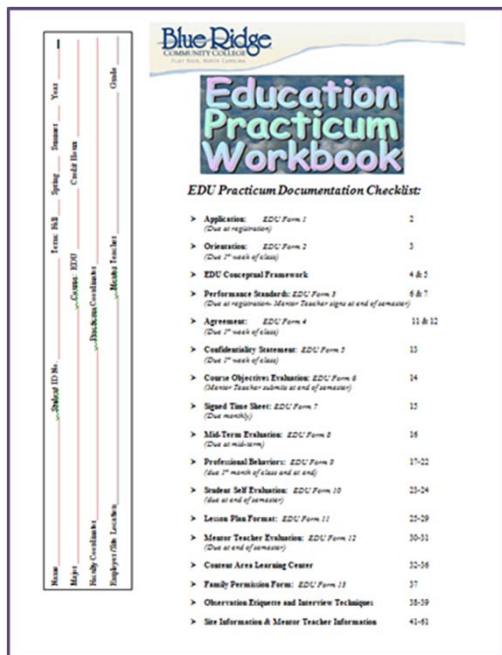 Blue Ridge
COMMUNITY COLLEGE
FLAT ROCK, NORTH CAROLINA
Education
Practicum
Workbook
EDU Practicum Documentation Checklist:
➢ Application: EDU Form 1 2
(Due at registration)
➢ Orientation: EDU Form 2 3
(Due 1st week of class)
➢ EDU Conceptual Framework 4 & 5
➢ Performance Standards: EDU Form 3 6 & 7
(Due at registration- Mentor Teacher signs at end of semester)
➢ Agreement: EDU Form 4 11 & 12
(Due 1st week of class)
➢ Confidentiality Statement: EDU Form 5 13
(Due 1st week of class)
➢ Course Objectives Evaluation: EDU Form 6 14
(Mentor Teacher submits at end of semester)
➢ Signed Time Sheet: EDU Form 7 15
(Due monthly)
➢ Mid-Term Evaluation: EDU Form 8 16
(Due at mid-term)
➢ Professional Behaviors: EDU Form 9 17-22
(due 1st month of class and at end)
➢ Student Self Evaluation: EDU Form 10 23-24
(due at end of semester)
➢ Lesson Plan Format: EDU Form 11 25-29
➢ Mentor Teacher Evaluation: EDU Form 12 30-31
(Due at end of semester)
➢ Content Area Learning Center 32-36
➢ Family Permission Form: EDU Form 13 37
➢ Observation Etiquette and Interview Techniques 38-39
➢ Site Information & Mentor Teacher Information 41-61
Name Student ID No. Term: Fall Spring Summer Year
Major Course: EDU Credit Hours
Faculty Coordinator Coordinator
Employer/Site Location Mentor Teacher Grade